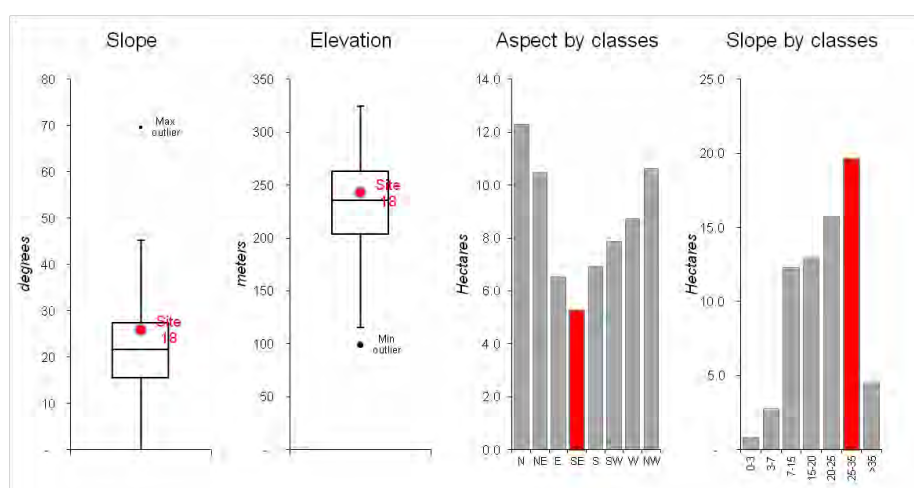 Slope
80
70
60
50
40
30
20
10
-
degrees
Max
outlier
Site
18
Elevation
350
300
250
200
150
100
50
-
meters
Site
18
Min
outlier
Aspect by classes
14.0
12.0
10.0
8.0
6.0
4.0
2.0
0.0
Hectares
N NE E SE S SW W NW
Slope by classes
25.0
20.0
15.0
10.0
5.0
-
Hectares
0-3
3-7
7-15
15-20
20-25
25-35
>35